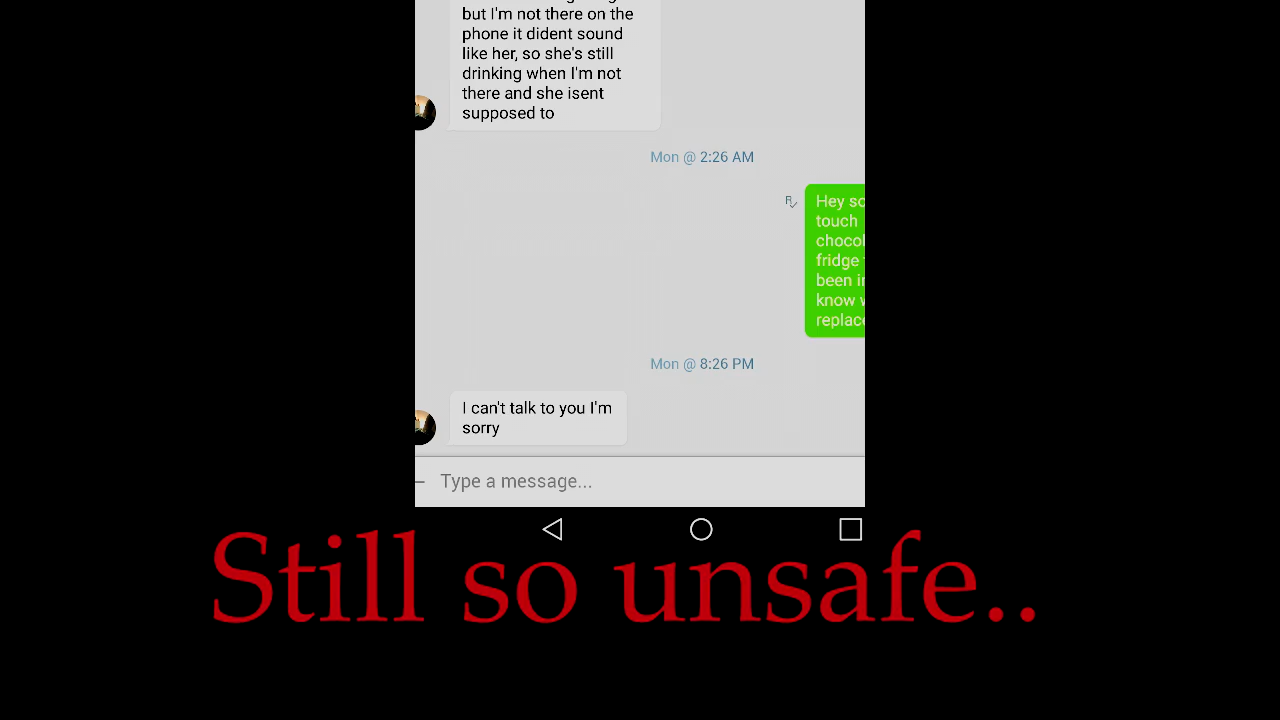 but I'm not there on the
phone it dident sound
like her, so she's still
drinking when I'm not
there and she isent
supposed to
Mon @ 2:26 AM
Hey
touch
fridge
been
know
Mon @ 8:26 PM
I can't talk to you I'm
sorry
Type a message...
Still so unsafe..